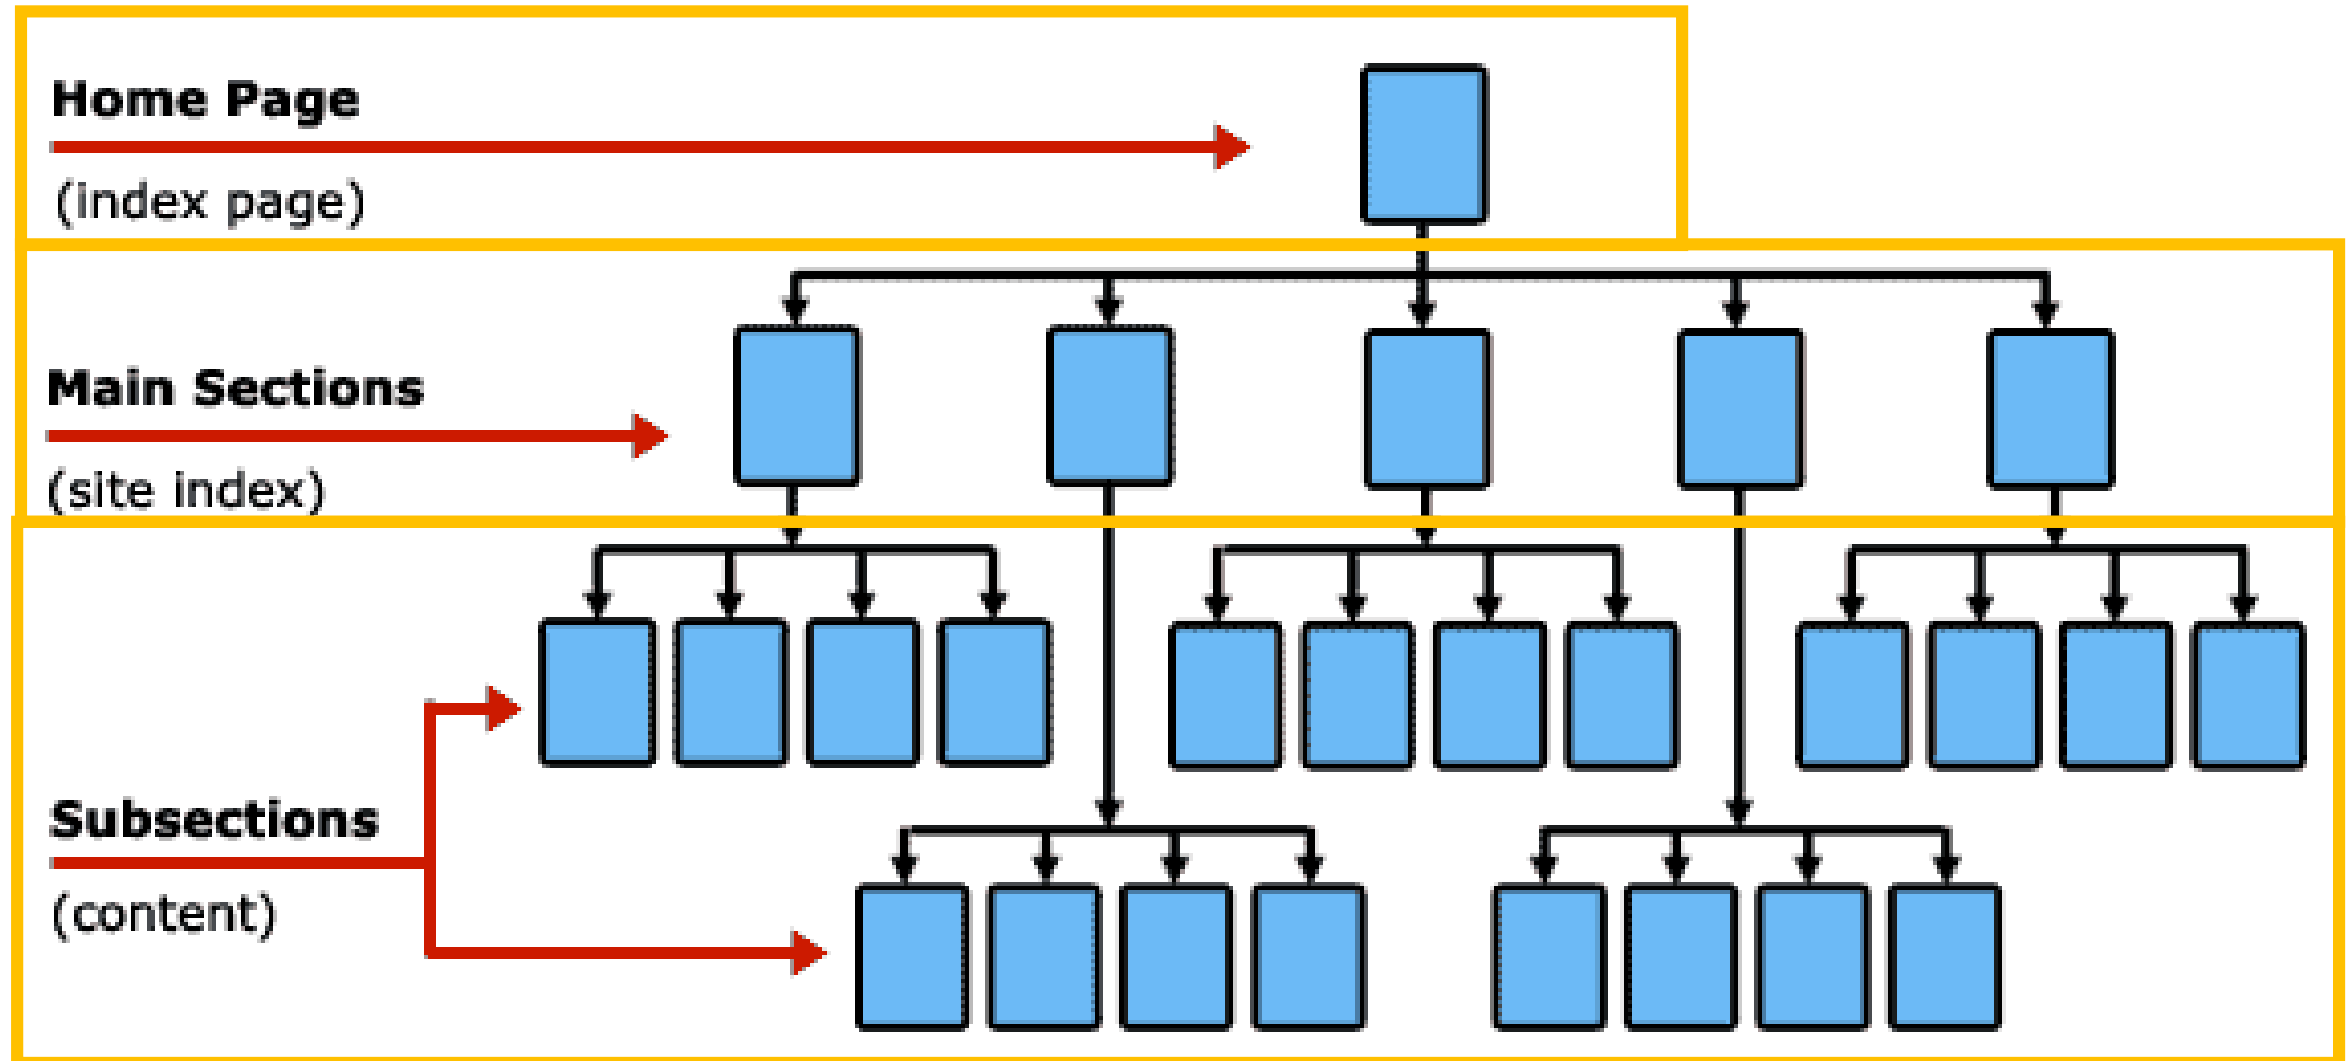 Home Page
(index page)
Main Sections
(site index)
Subsections
(content)